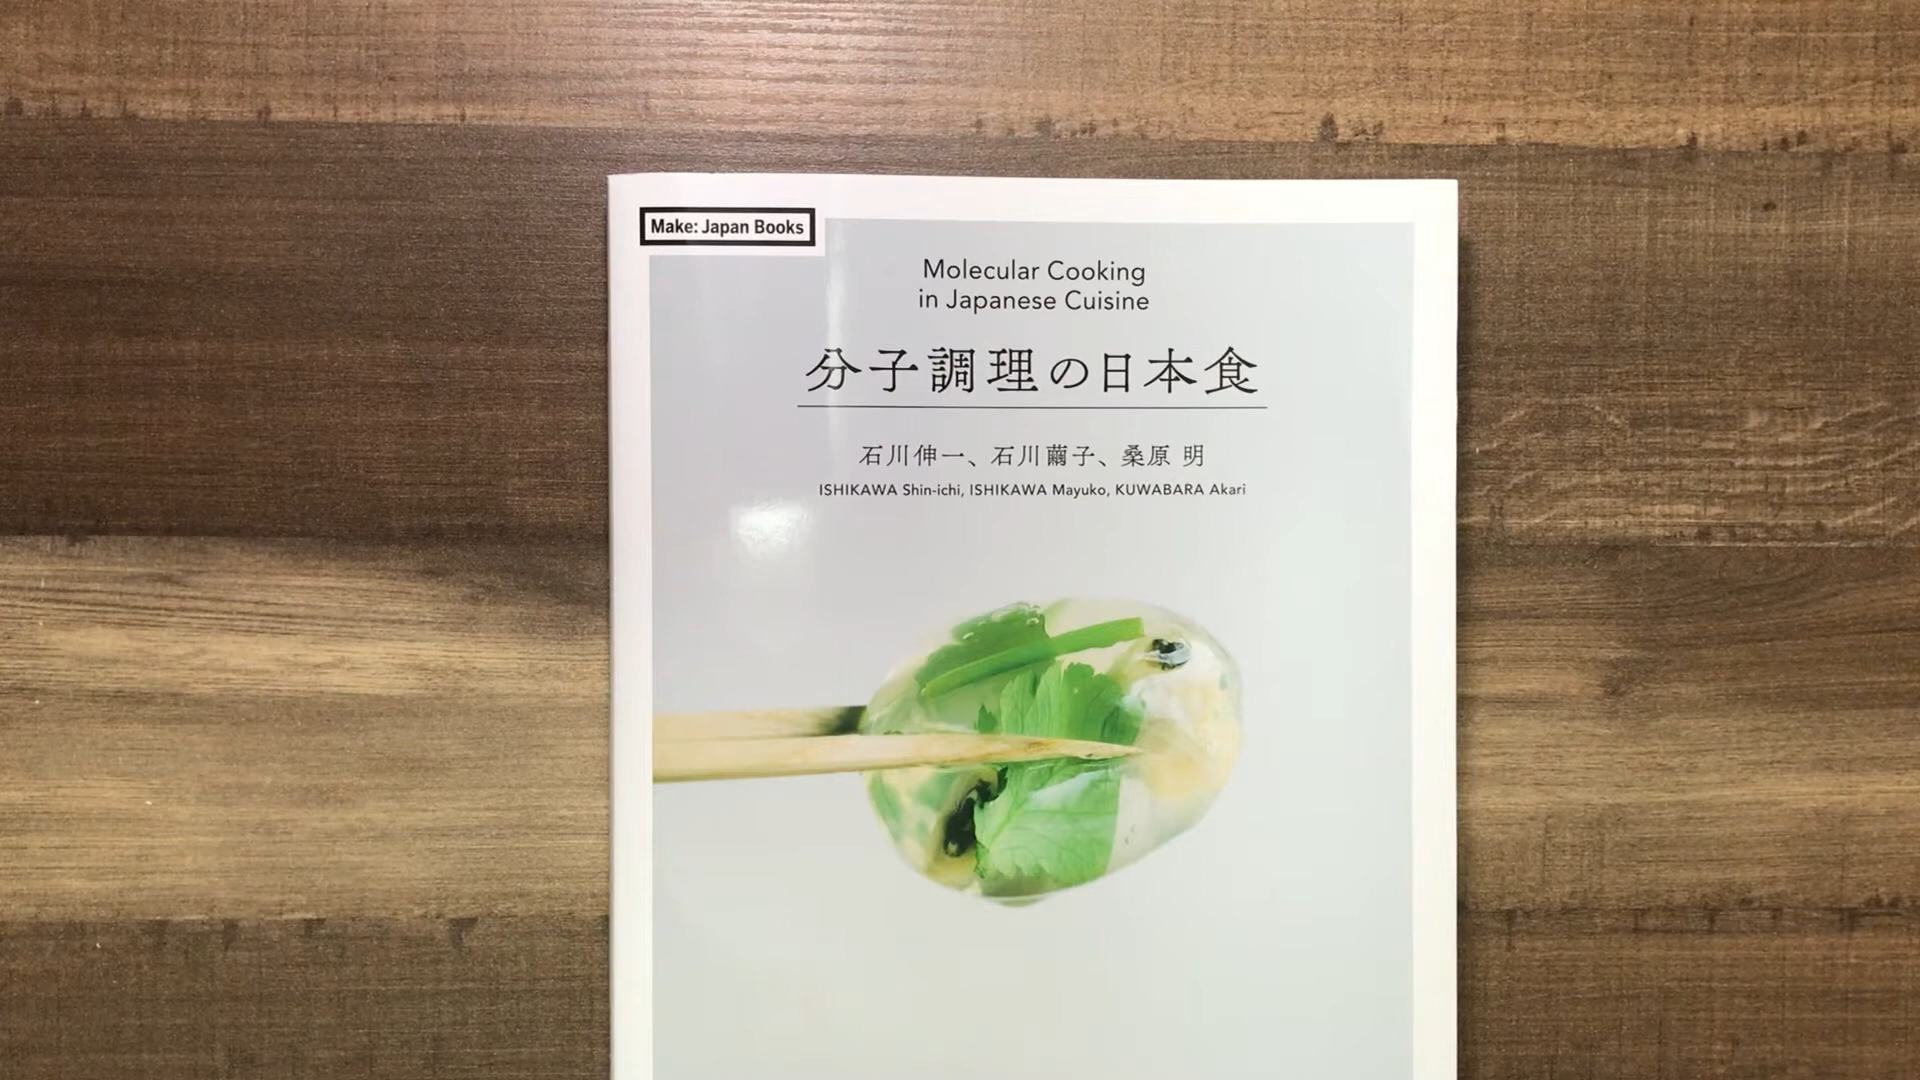 Make: Japan Books
Molecular Cooking
in Japanese Cuisine
分子調理の日本食
石川伸一、石川繭子、桑原 明
ISHIKAWA Shin-ichi, ISHIKAWA Mayuko, KUWABARA Akari